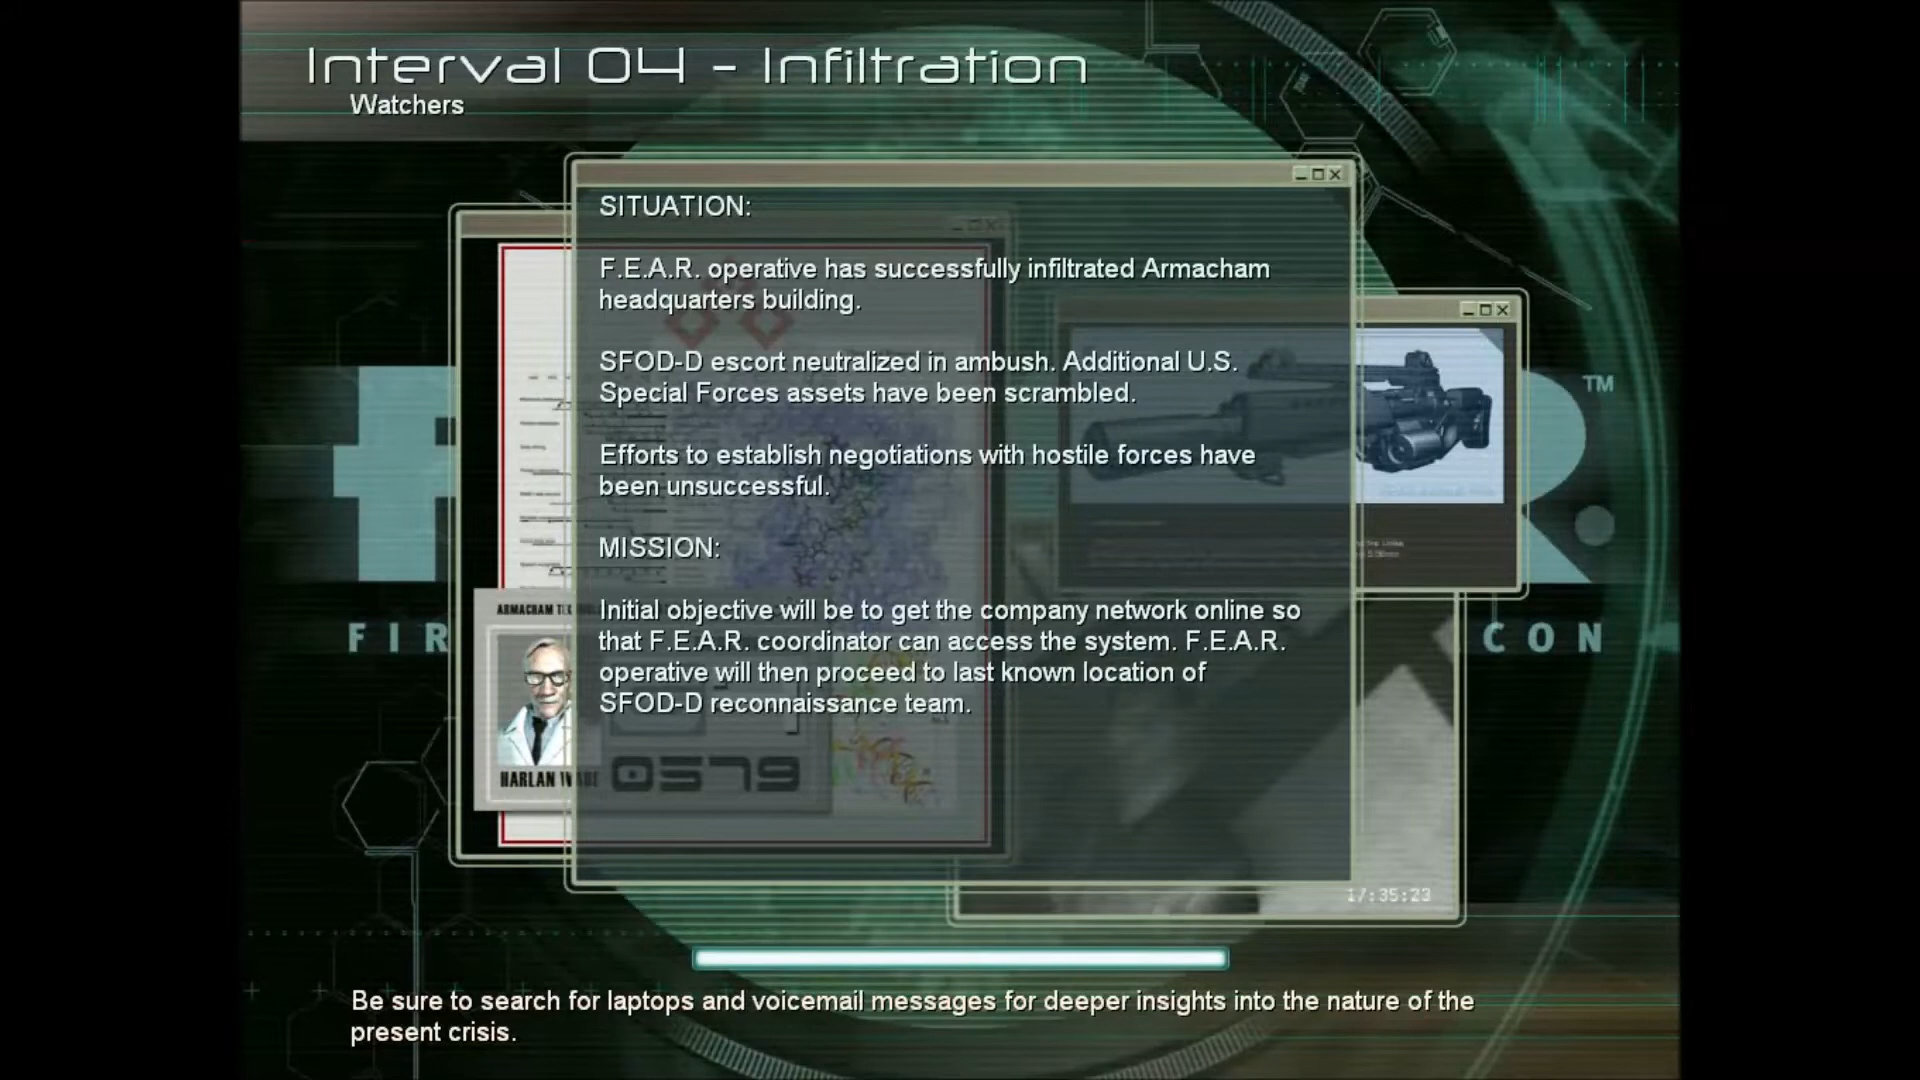 Interval 04 - Infiltration
Watchers
SITUATION:
F.E.A.R. operative has successfully infiltrated Armacham
headquarters building.
SFOD-D escort neutralized in ambush. Additional U.S.
Special Forces assets have been scrambled.
Efforts to establish negotiations with hostile forces have
been unsuccessful.
MISSION:
Initial objective will be to get the company network online so
that F.E.A.R. coordinator can access the system. F.E.A.R.
operative will then proceed to last known location of
SFOD-D reconnaissance team.
TM
FIR
CON
ARMACHAM
HARLAN WADE
0579
17:35:23
Be sure to search for laptops and voicemail messages for deeper insights into the nature of the
present crisis.